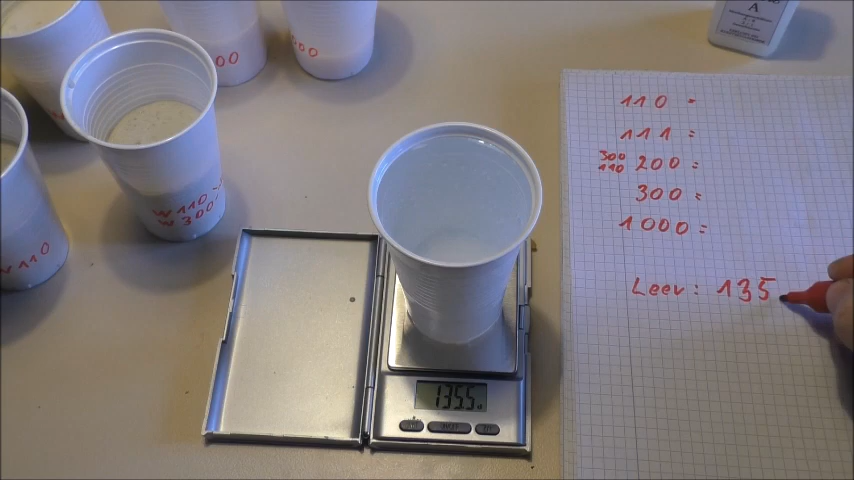 00
00
W 110
W 300
W 110
135.5
A
110 =
111 =
300
110 200 =
300 =
1000 =
Leer: 135